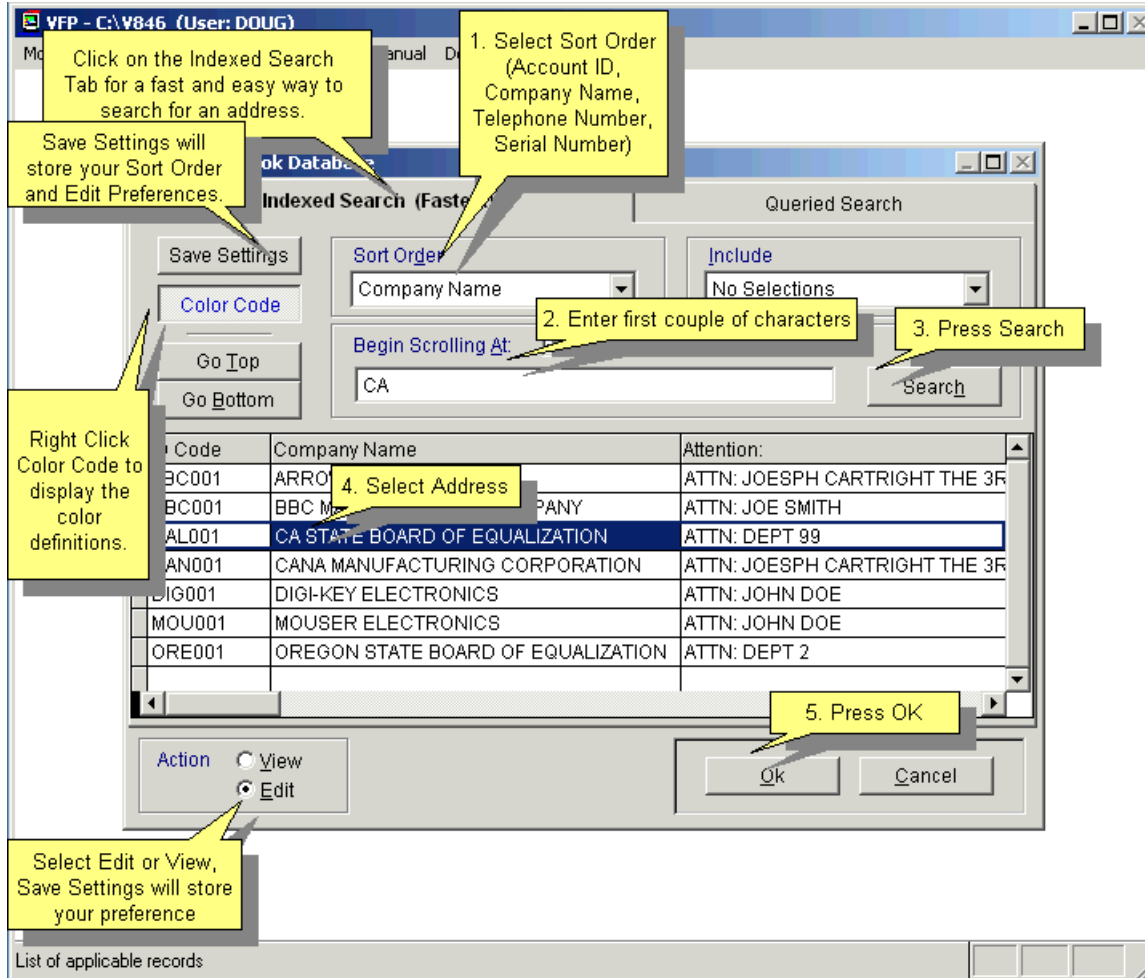 VFP - C:\V846 (User: DOUG)
Click on the Indexed Search
Tab for a fast and easy way to
search for an address.
1. Select Sort Order
(Account ID,
Company Name,
Telephone Number,
Serial Number)
Save Settings will
store your Sort Order
and Edit Preferences.
Database
Indexed Search
Queried Search
Save Settings
Sort Order
Include
Color Code
Company Name
No Selections
2. Enter first couple of characters
3. Press Search
Go Top
Begin Scrolling At:
Go Bottom
CA
Search
Right Click
Color Code to
display the
color
definitions.
Code
Company Name
Attention:
4. Select Address
ATTN: JOESPH CARTRIGHT THE 3R
BBC
ATTN: JOE SMITH
CA STATE BOARD OF EQUALIZATION
ATTN: DEPT 99
CANA MANUFACTURING CORPORATION
ATTN: JOESPH CARTRIGHT THE 3R
DIG001
DIGI-KEY ELECTRONICS
ATTN: JOHN DOE
MOU001
MOUSER ELECTRONICS
ATTN: JOHN DOE
ORE001
OREGON STATE BOARD OF EQUALIZATION
ATTN: DEPT 2
5. Press OK
Action
View
Edit
Ok
Cancel
Select Edit or View,
Save Settings will store
your preference
List of applicable records